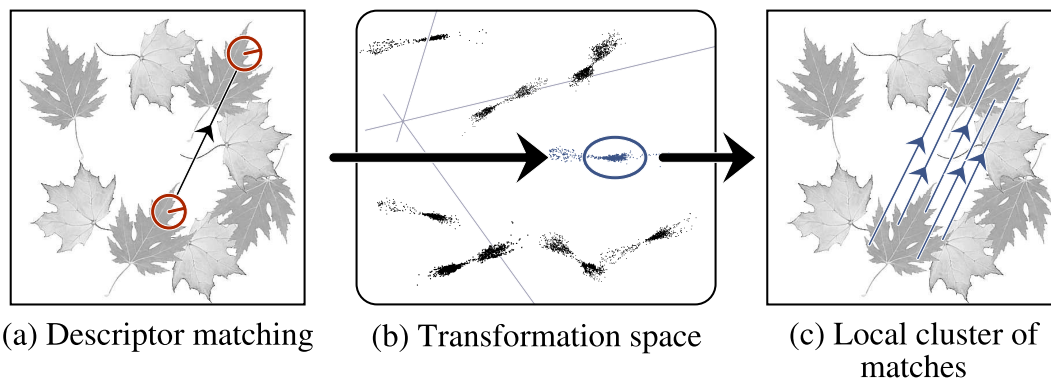 (a) Descriptor matching
(b) Transformation space
(c) Local cluster of
matches